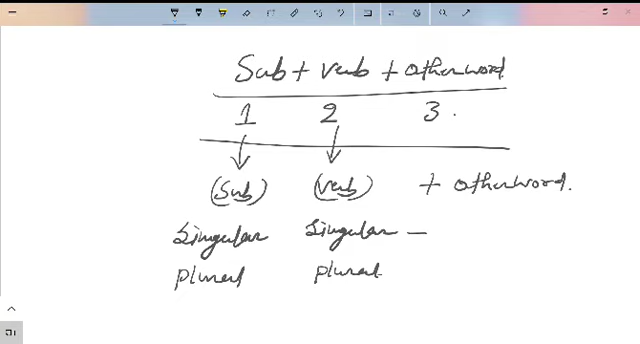 Sub + verb + otherword
1 2 3.
(Sub) (verb) + otherword.
Singular Singular —
plural plural